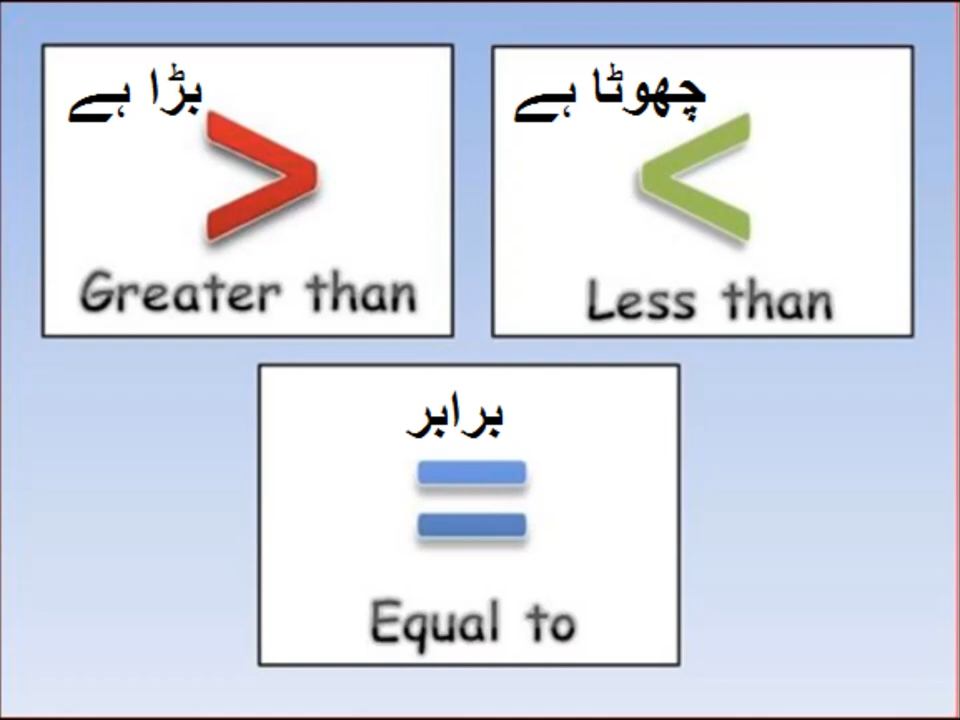 بڑا ہے
>
Greater than
چھوٹا ہے
<
Less than
برابر
=
Equal to